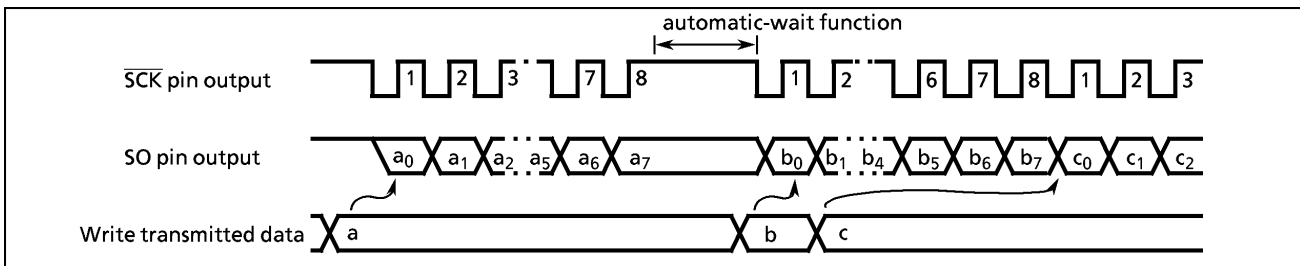 automatic-wait function
SCK pin output 1 2 3 7 8 1 2 6 7 8 1 2 3
SO pin output a0 a1 a2 a5 a6 a7 b0 b1 b4 b5 b6 b7 c0 c1 c2
Write transmitted data a b c